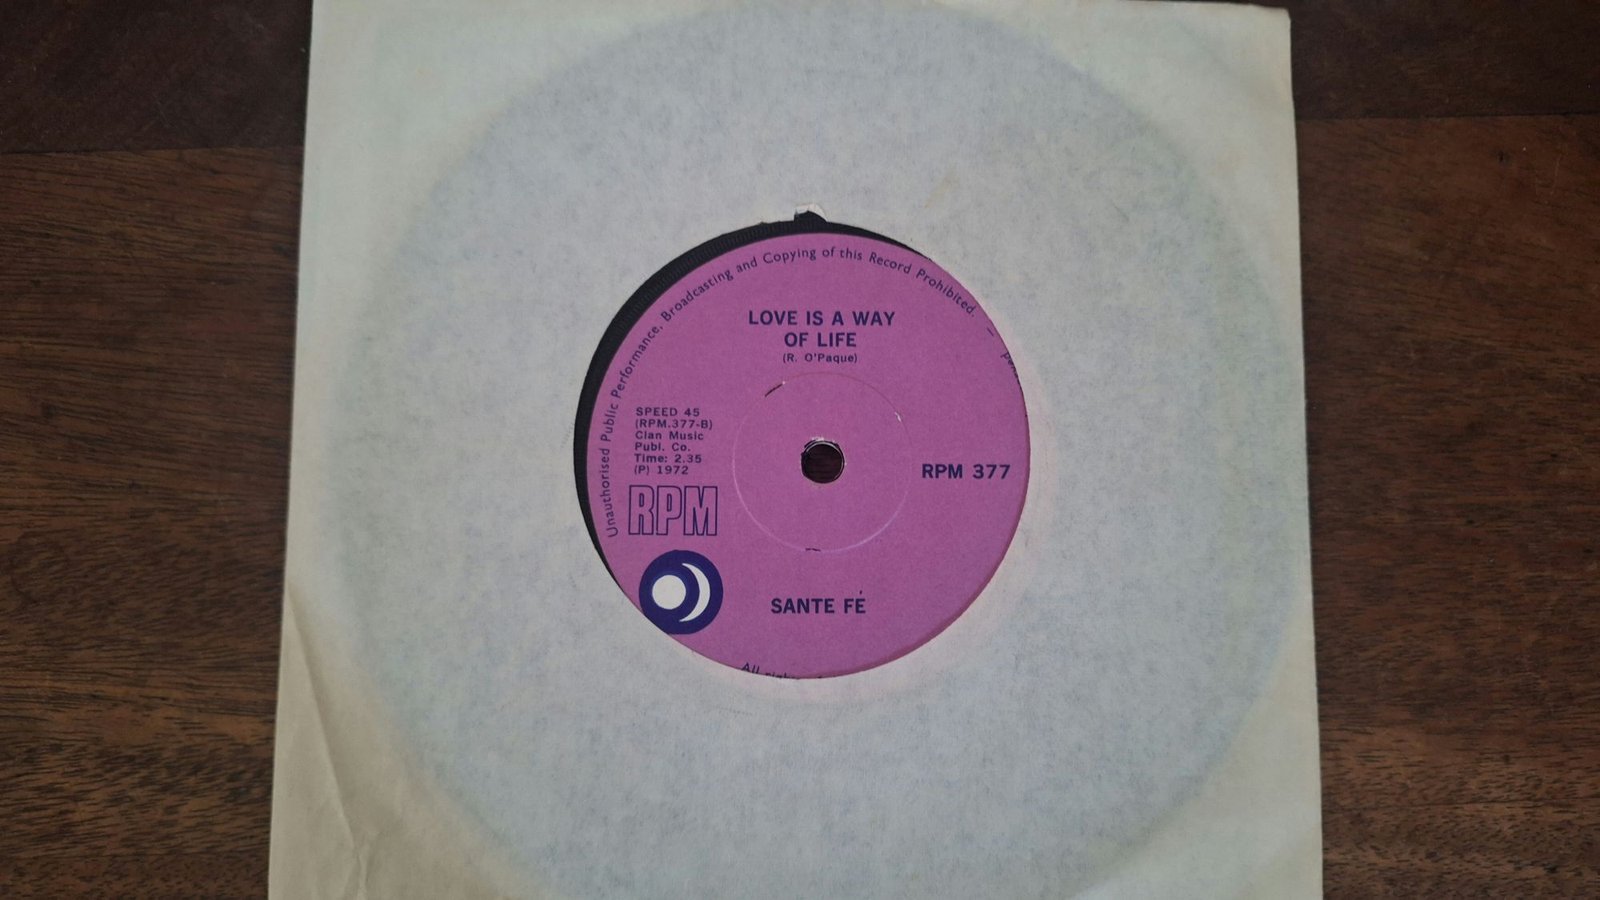 Unauthorised Public Performance, Broadcasting and Copying of this Record Prohibited.
LOVE IS A WAY
OF LIFE
(R. O'Paque)
SPEED 45
(RPM.377-B)
Clan Music
Publ. Co.
Time: 2.35
(P) 1972
RPM 377
RPM
SANTE FÉ
All